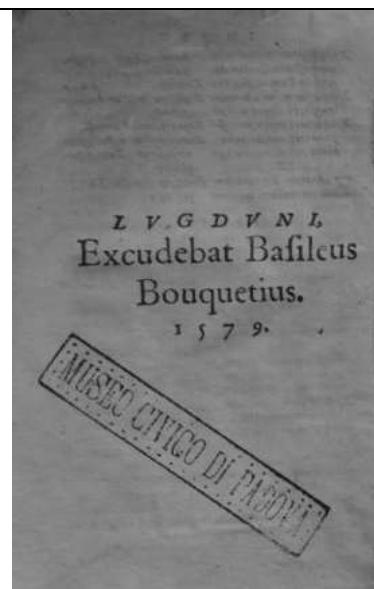 LVGDVNI,
Excudebat Baſileus
Bouquetius.
1579.
MUSEO CIVICO DI PADOVA